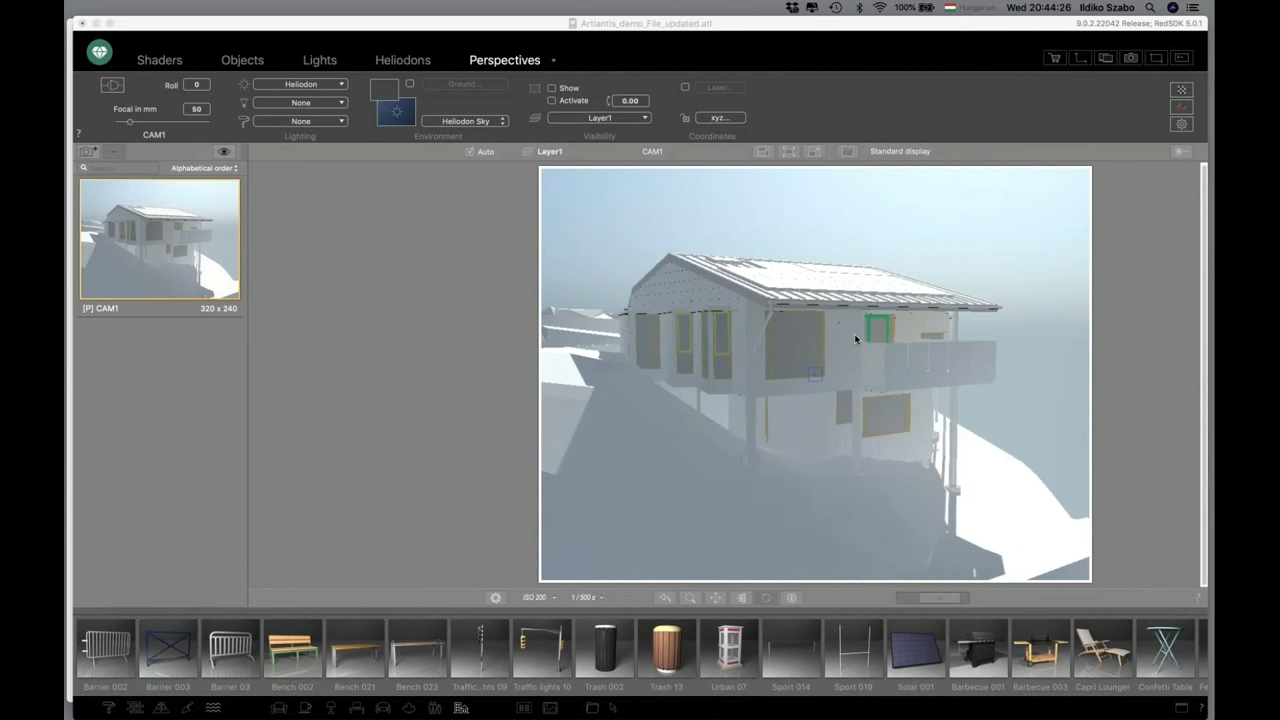 100% Hungarian Wed 20:44:26 Ildiko Szabo
Artlantis_demo_File_updated.atl 9.0.2.22042 Release; RedSDK 5.0.1
Shaders Objects Lights Heliodons Perspectives
Roll 0 Heliodon Ground... Show Laser...
Focal in mm 50 None Activate 0.00
None Heliodon Sky Layer1 xyz...
? CAM1 Lighting Environment Visibility Coordinates
Auto Layer1 CAM1 Standard display
Search Alphabetical order
[P] CAM1 320 x 240
ISO 200 1 / 500 s ?
Barrier 002 Barrier 003 Barrier 03 Bench 002 Bench 021 Bench 023 Traffic...hts 09 Traffic lights 10 Trash 002 Trash 13 Urban 07 Sport 014 Sport 019 Solar 001 Barbecue 001 Barbecue 003 Capri Lounger Confetti Table Fe
?